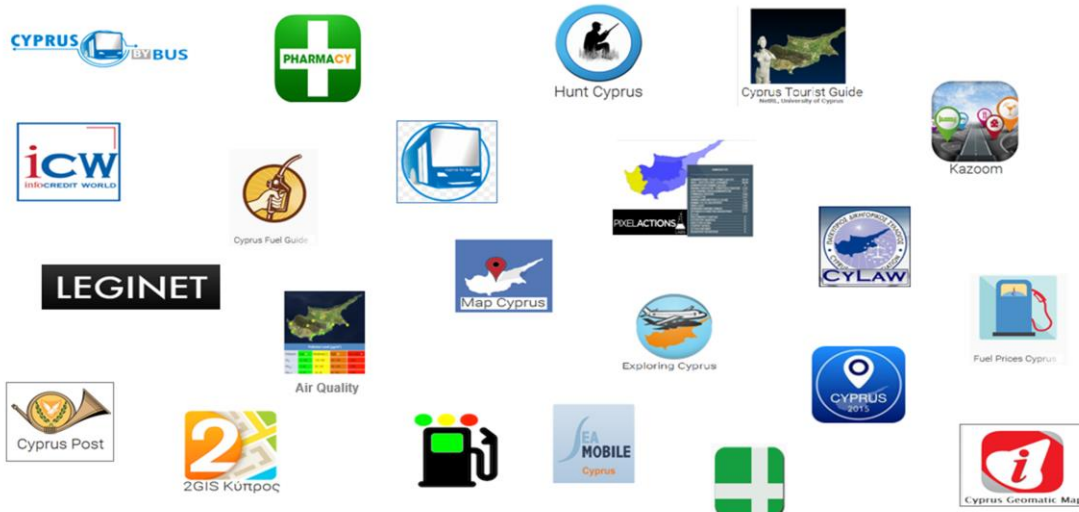 CYPRUS BY BUS
PHARMACY
Hunt Cyprus
Cyprus Tourist Guide
NetRL, University of Cyprus
Kazoom
icw
infoCREDIT WORLD
Cyprus Fuel Guide
PIXELACTIONS
CYLAW
LEGINET
Map Cyprus
Air Quality
Exploring Cyprus
CYPRUS
2015
Fuel Prices Cyprus
Cyprus Post
2
2GIS Κύπρος
SEA
MOBILE
Cyprus
i
Cyprus Geomatic Map